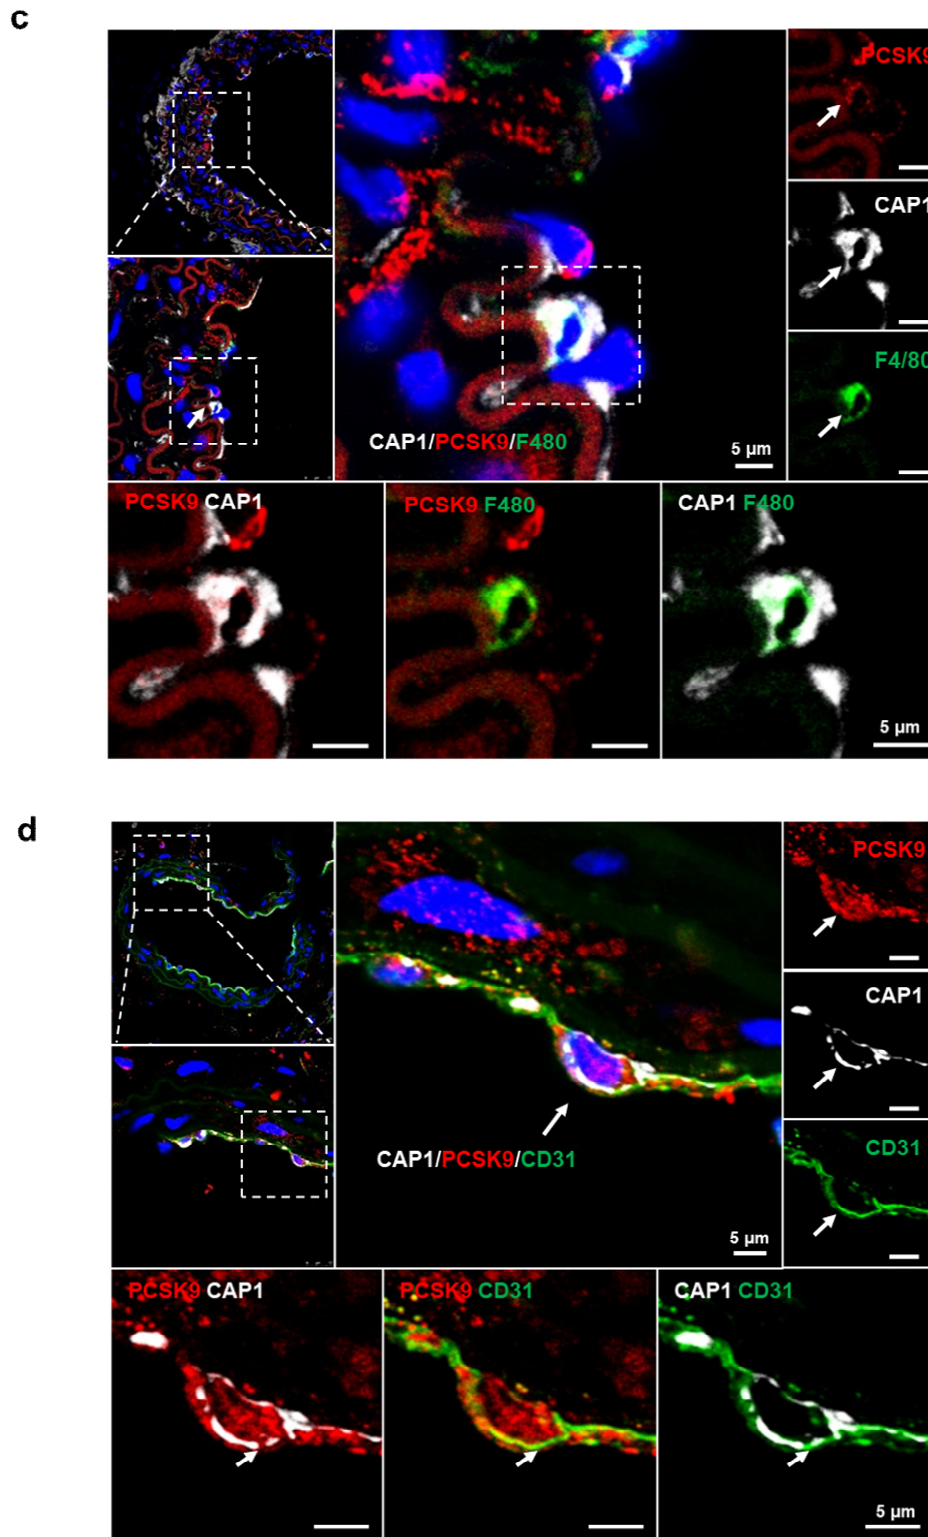 c
PCSK9
CAP1
F4/80
CAP1/PCSK9/F480
5 µm
PCSK9 CAP1
PCSK9 F480
CAP1 F480
5 µm
d
PCSK9
CAP1
CD31
CAP1/PCSK9/CD31
5 µm
PCSK9 CAP1
PCSK9 CD31
CAP1 CD31
5 µm